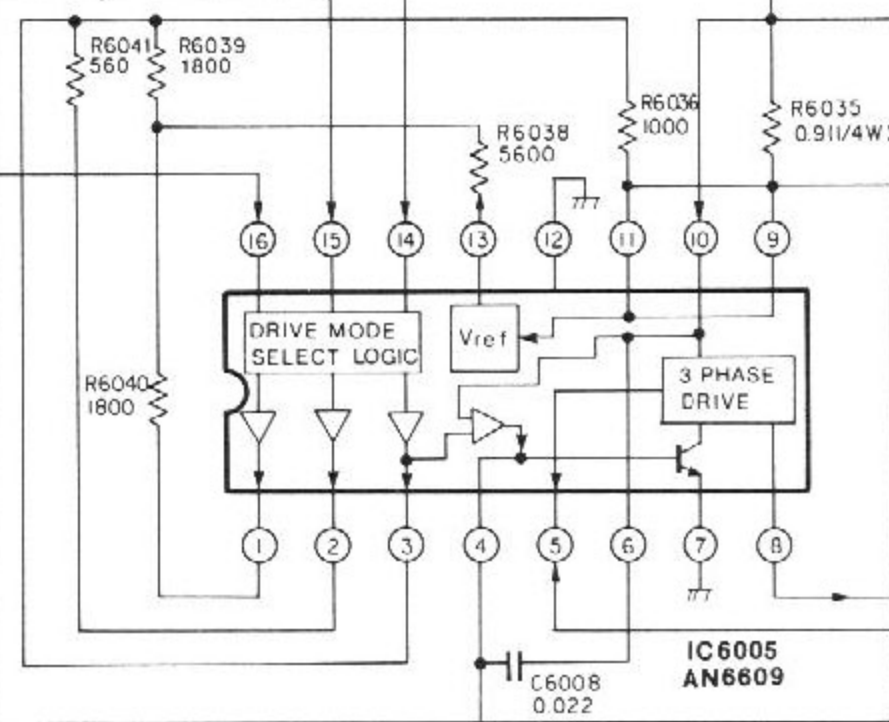 R6041
560
R6039
1800
R6038
5600
R6036
1000
R6035
0.91(1/4W)
16
15
14
13
12
11
10
9
DRIVE MODE
SELECT LOGIC
Vref
3 PHASE
DRIVE
R6040
1800
1
2
3
4
5
6
7
8
C6008
0.022
IC6005
AN6609